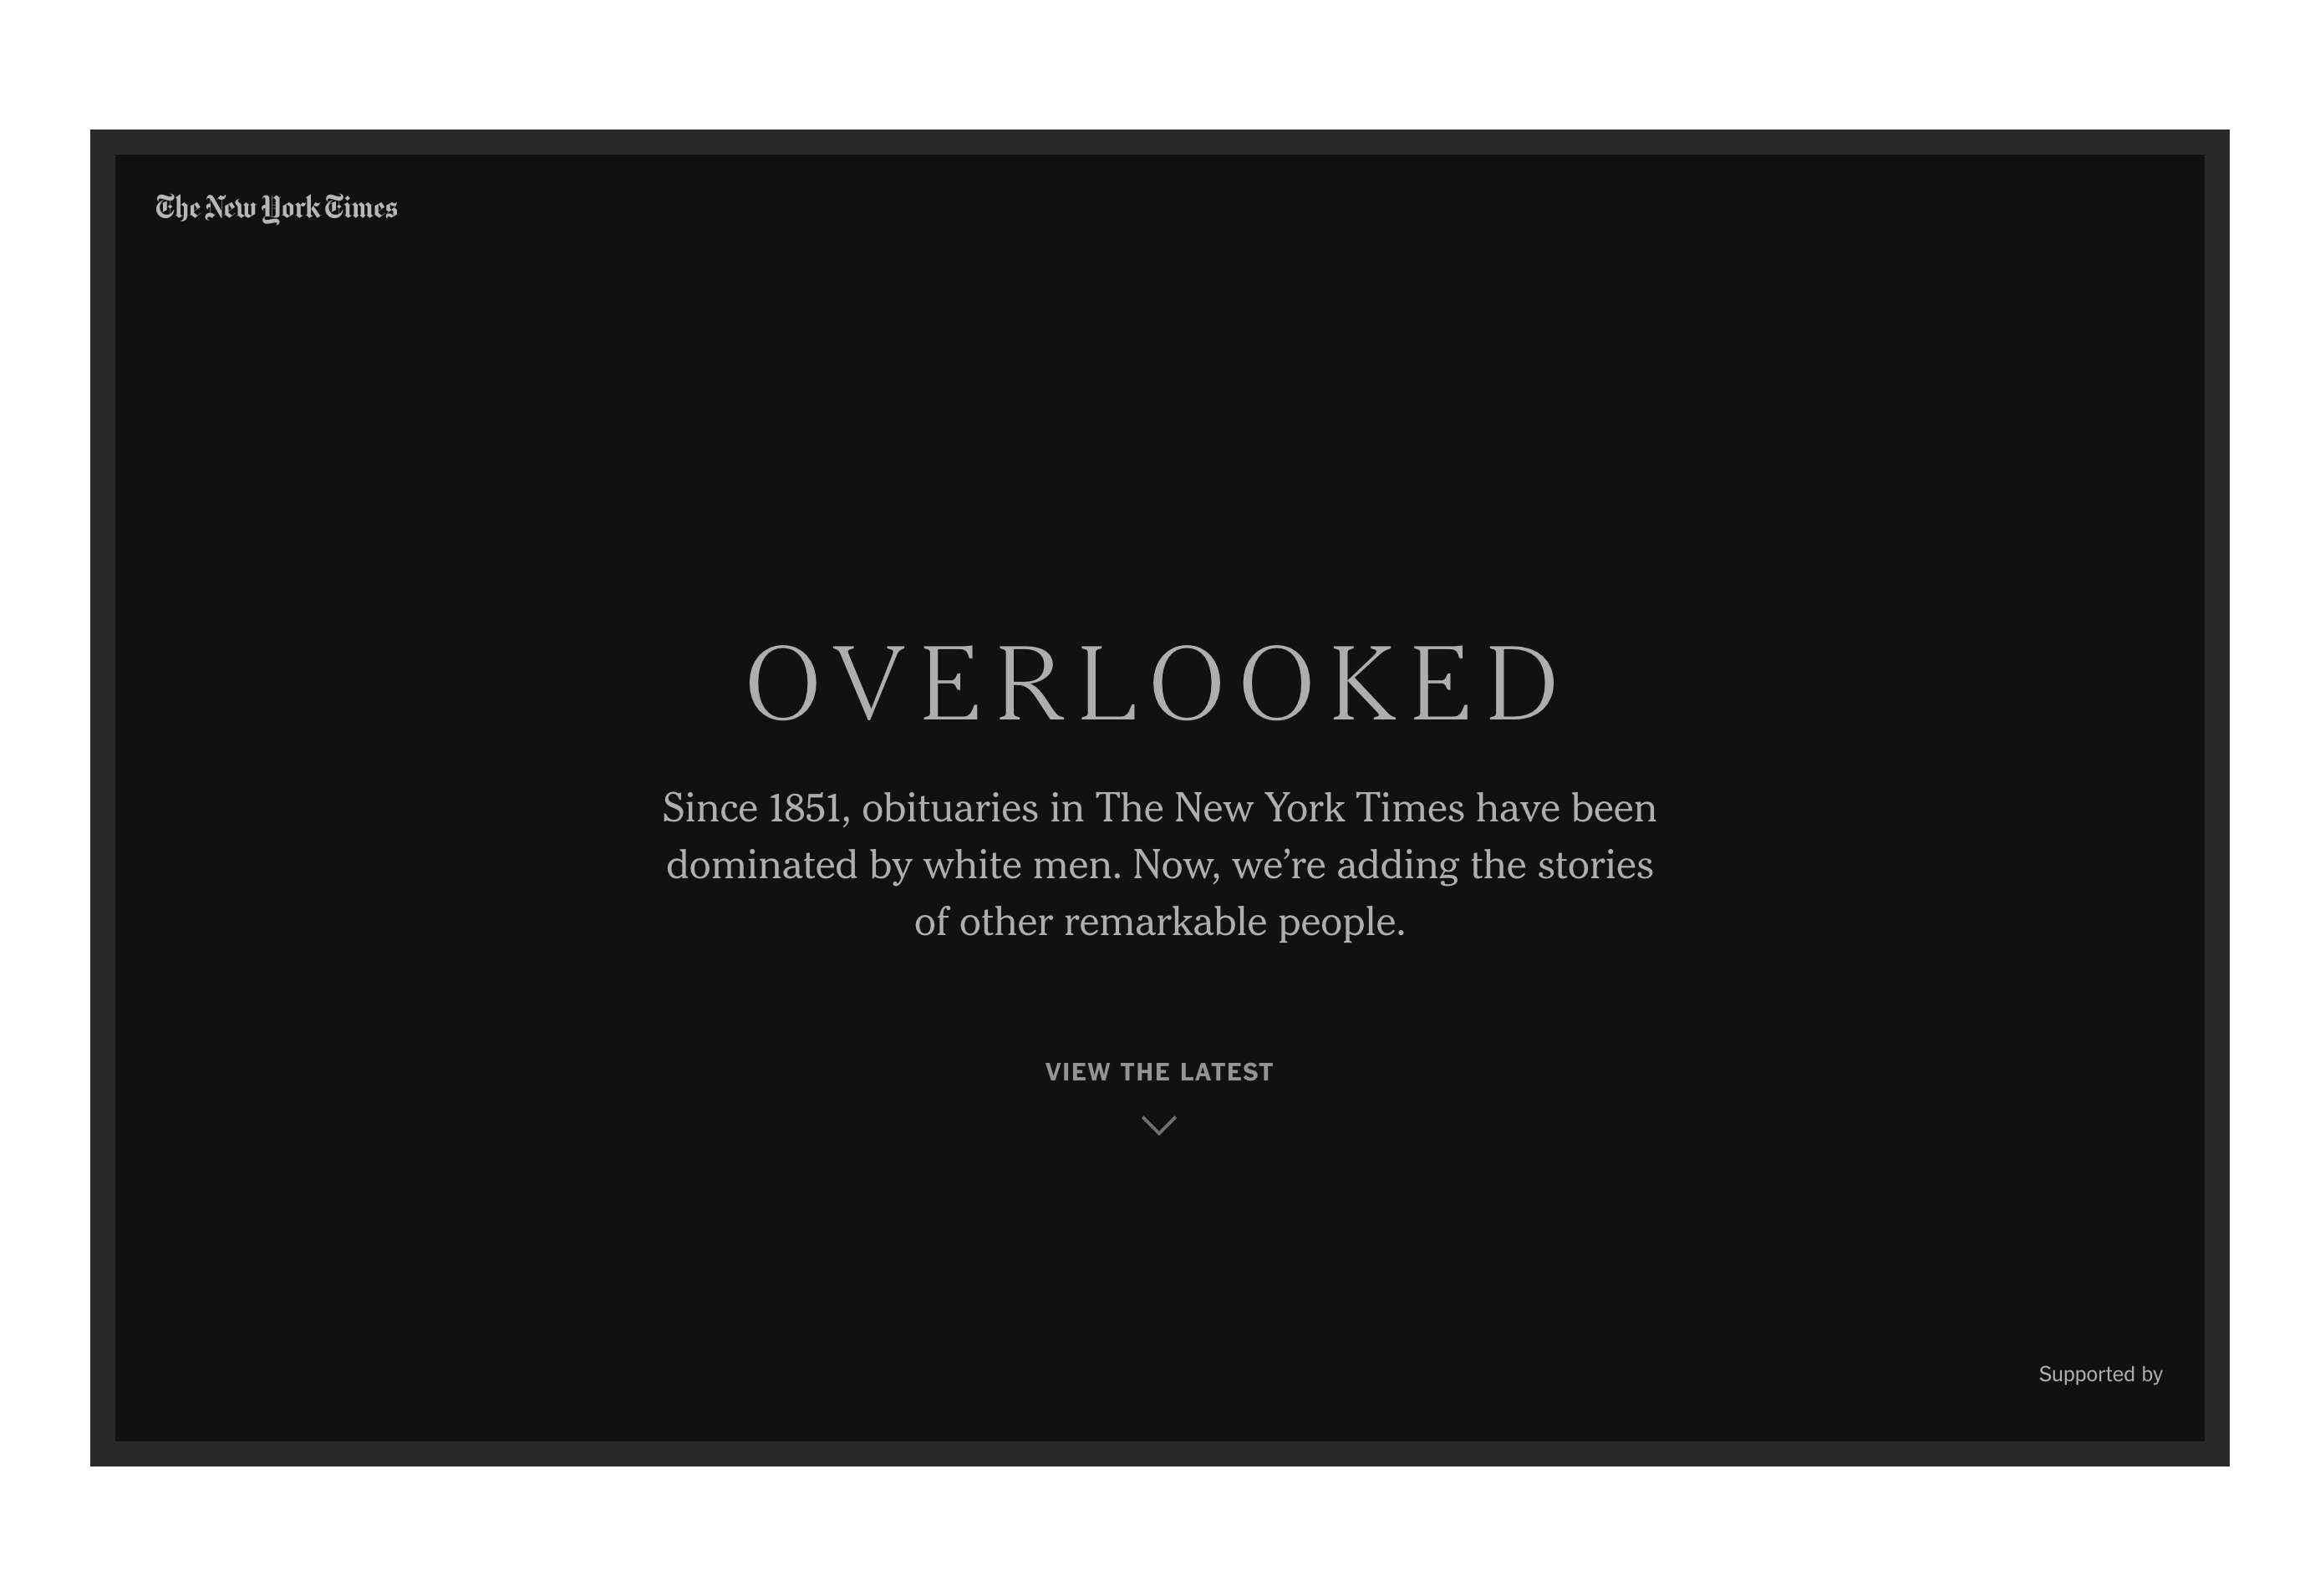 The New York Times
OVERLOOKED
Since 1851, obituaries in The New York Times have been
dominated by white men. Now, we’re adding the stories
of other remarkable people.
VIEW THE LATEST
Supported by